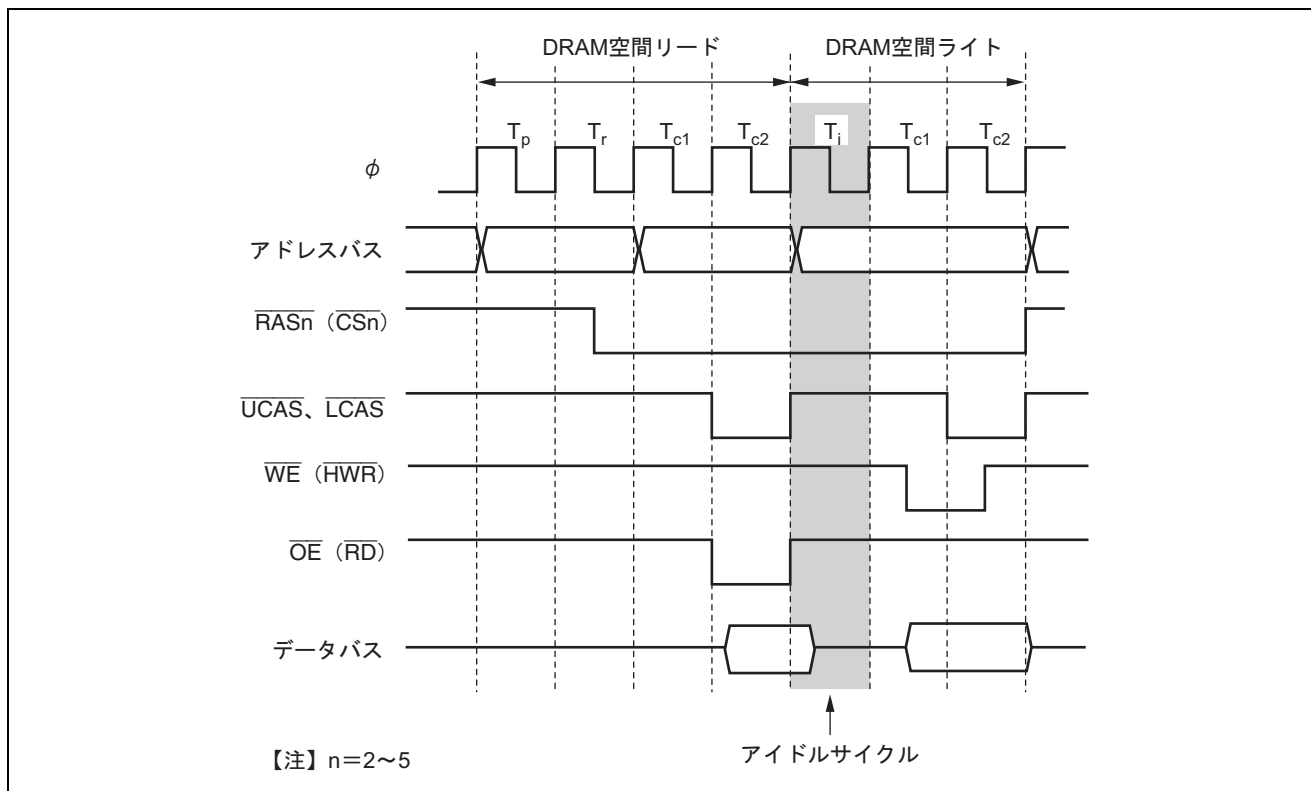 DRAM空間リード DRAM空間ライト
Tp Tr Tc1 Tc2 Ti Tc1 Tc2
φ
アドレスバス
RASn（CSn）
UCAS、LCAS
WE（HWR）
OE（RD）
データバス
アイドルサイクル
【注】n＝2～5